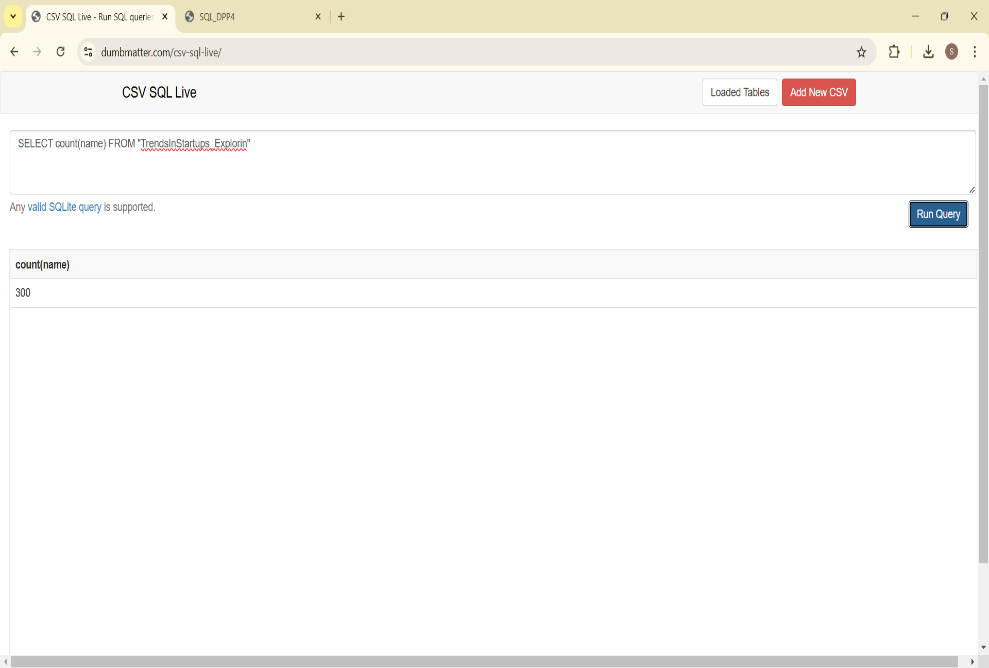 CSV SQL Live - Run SQL querie
SQL_DPP4
dumbmatter.com/csv-sql-live/
S
CSV SQL Live
Loaded Tables
Add New CSV
SELECT count(name) FROM "TrendsInStartups_Explorin"
Any valid SQLite query is supported.
Run Query
count(name)
300